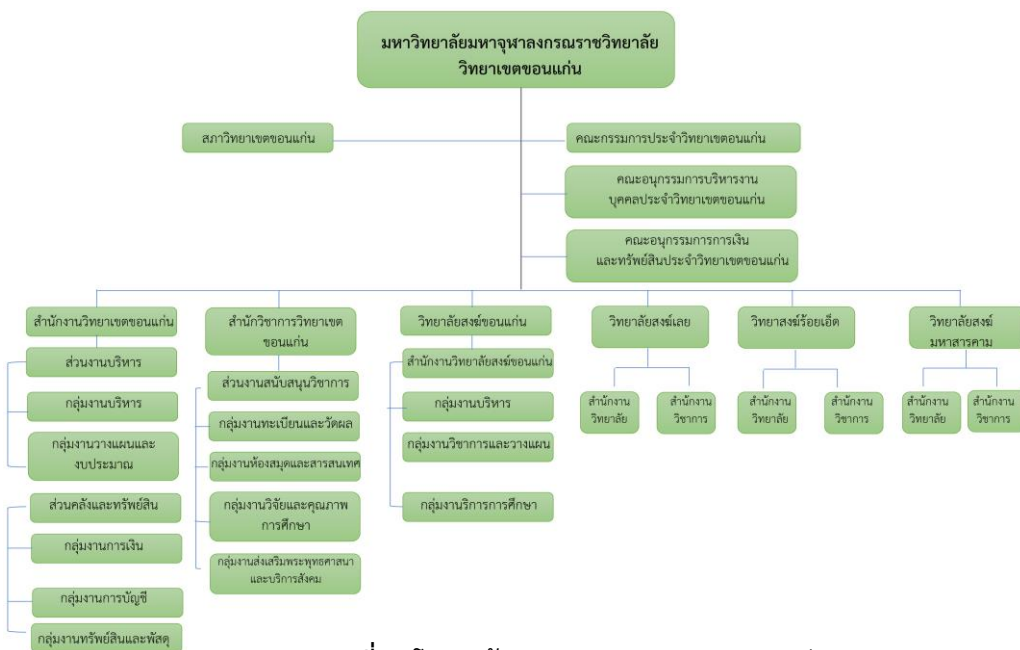 มหาวิทยาลัยมหาจุฬาลงกรณราชวิทยาลัย
วิทยาเขตขอนแก่น
สภาวิทยาเขตขอนแก่น
คณะกรรมการประจำวิทยาเขตอนแก่น
คณะอนุกรรมการบริหารงาน
บุคคลประจำวิทยาเขตขอนแก่น
คณะอนุกรรมการการเงิน
และทรัพย์สินประจำวิทยาเขตขอนแก่น
สำนักงานวิทยาเขตขอนแก่น
ส่วนงานบริหาร
กลุ่มงานบริหาร
กลุ่มงานวางแผนและ
งบประมาณ
ส่วนคลังและทรัพย์สิน
กลุ่มงานการเงิน
กลุ่มงานการบัญชี
กลุ่มงานทรัพย์สินและพัสดุ
สำนักวิชาการวิทยาเขต
ขอนแก่น
ส่วนงานสนับสนุนวิชาการ
กลุ่มงานทะเบียนและวัดผล
กลุ่มงานห้องสมุดและสารสนเทศ
กลุ่มงานวิจัยและคุณภาพ
การศึกษา
กลุ่มงานส่งเสริมพระพุทธศาสนา
และบริการสังคม
วิทยาลัยสงฆ์ขอนแก่น
สำนักงานวิทยาลัยสงฆ์ขอนแก่น
กลุ่มงานบริหาร
กลุ่มงานวิชาการและวางแผน
กลุ่มงานริการการศึกษา
วิทยาลัยสงฆ์เลย
สำนักงาน
วิทยาลัย
สำนักงาน
วิชาการ
วิทยาสงฆ์ร้อยเอ็ด
สำนักงาน
วิทยาลัย
สำนักงาน
วิชาการ
วิทยาลัยสงฆ์
มหาสารคาม
สำนักงาน
วิทยาลัย
สำนักงาน
วิชาการ